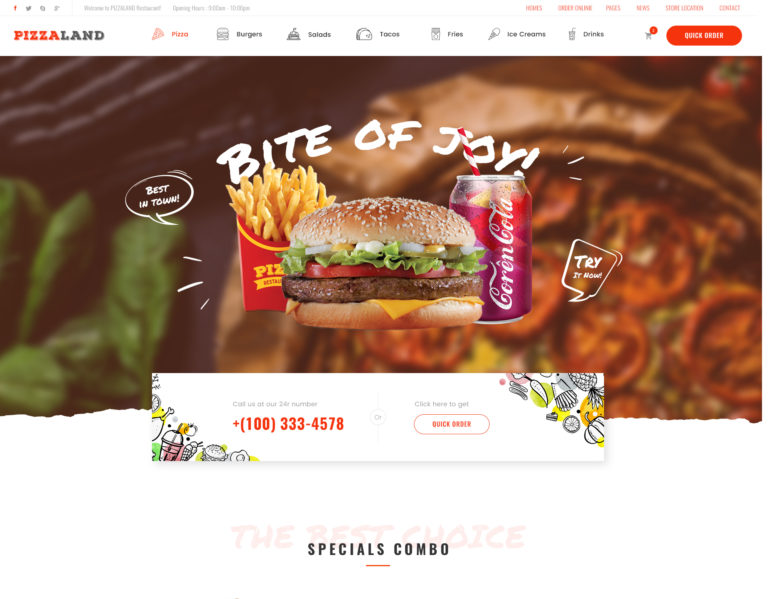 Welcome to PIZZALAND Restaurant! Opening Hours : 9:00am - 10:00pm
HOMES ORDER ONLINE PAGES NEWS STORE LOCATION CONTACT
PIZZALAND Pizza Burgers Salads Tacos Fries Ice Creams Drinks QUICK ORDER
BITE OF JOY!
BEST
IN TOWN!
PIZ
RESTAU
CorenCola
TRY
IT NOW!
Call us at our 24r number
+(100) 333-4578
Or
Click here to get
QUICK ORDER
THE BEST CHOICE
SPECIALS COMBO